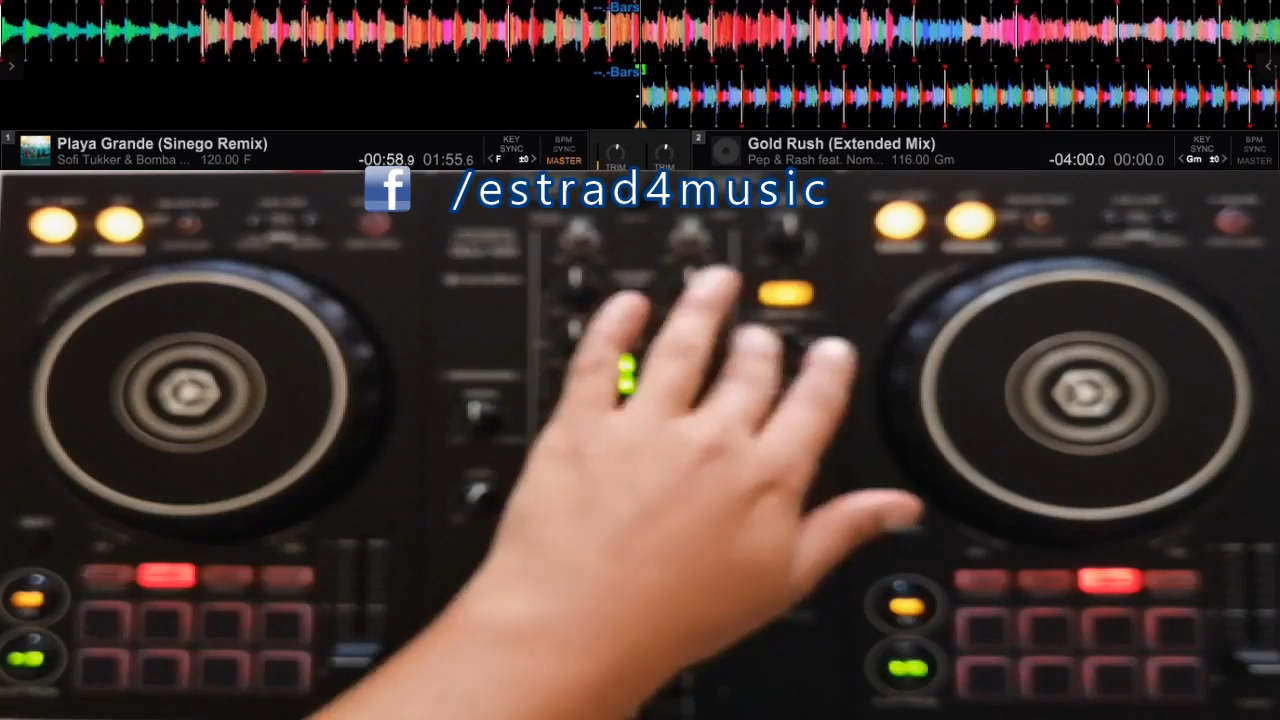 --.-Bars
--.-Bars
1 Playa Grande (Sinego Remix)
Sofi Tukker & Bomba ... 120.00 F
-00:58.9 01:55.6
KEY SYNC
F ±0
BPM SYNC
MASTER
TRIM TRIM
2 Gold Rush (Extended Mix)
Pep & Rash feat. Nom... 116.00 Gm
-04:00.0 00:00.0
KEY SYNC
Gm ±0
BPM SYNC
MASTER
f /estrad4music